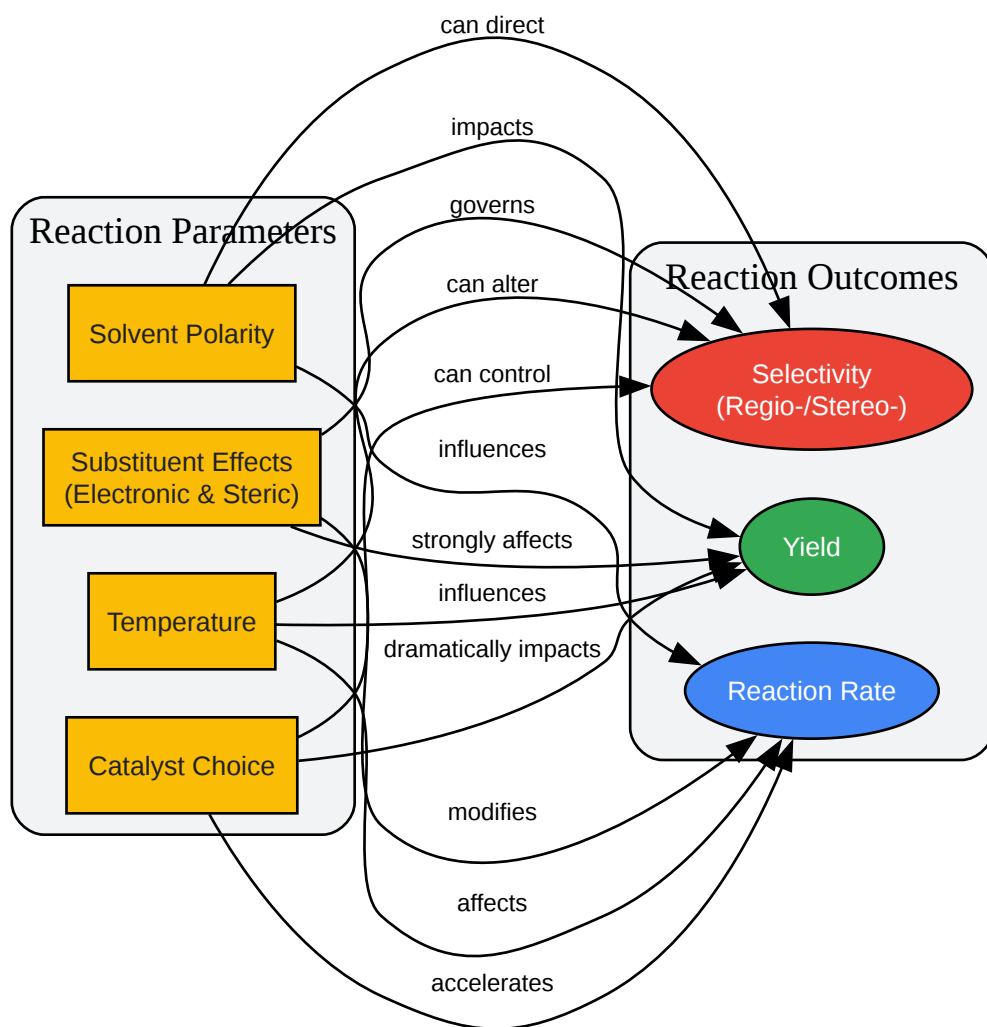 can direct
impacts
governs
can alter
can control
influences
strongly affects
influences
dramatically impacts
modifies
affects
accelerates
Reaction Parameters
Solvent Polarity
Substituent Effects
(Electronic & Steric)
Temperature
Catalyst Choice
Reaction Outcomes
Selectivity
(Regio-/Stereo-)
Yield
Reaction Rate